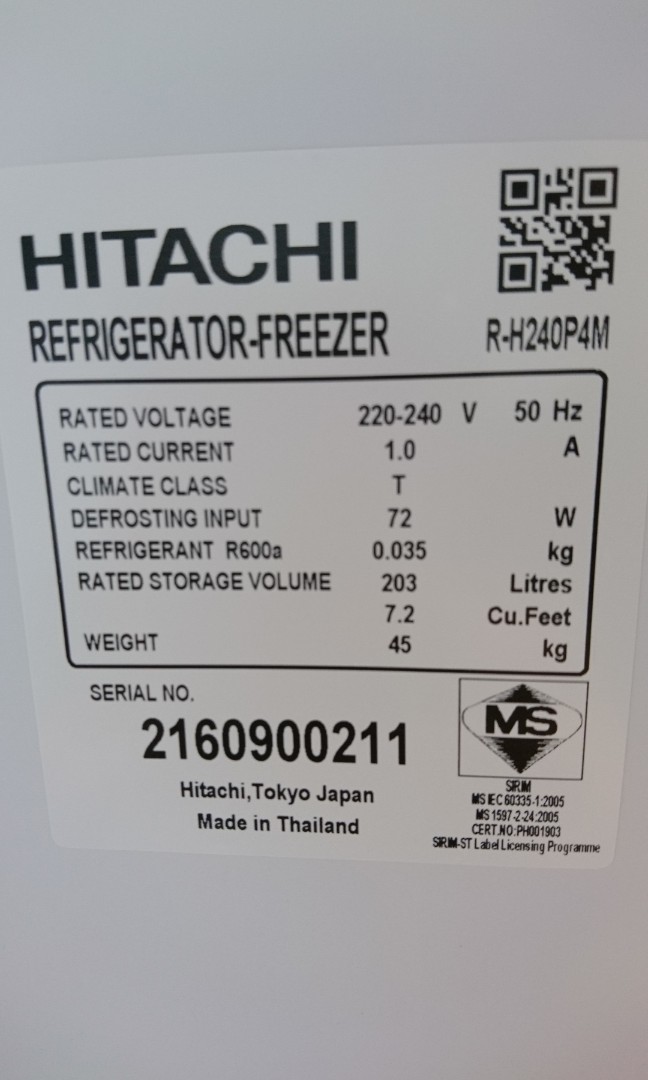 HITACHI
REFRIGERATOR-FREEZER R-H240P4M
RATED VOLTAGE 220-240 V 50 Hz
RATED CURRENT 1.0 A
CLIMATE CLASS T
DEFROSTING INPUT 72 W
REFRIGERANT R600a 0.035 kg
RATED STORAGE VOLUME 203 Litres
7.2 Cu.Feet
WEIGHT 45 kg
SERIAL NO.
2160900211
Hitachi,Tokyo Japan
Made in Thailand
MS
SIRIM
MS IEC 60335-1:2005
MS 1597-2-24:2005
CERT.NO:PH001903
SIRIM-ST Label Licensing Programme